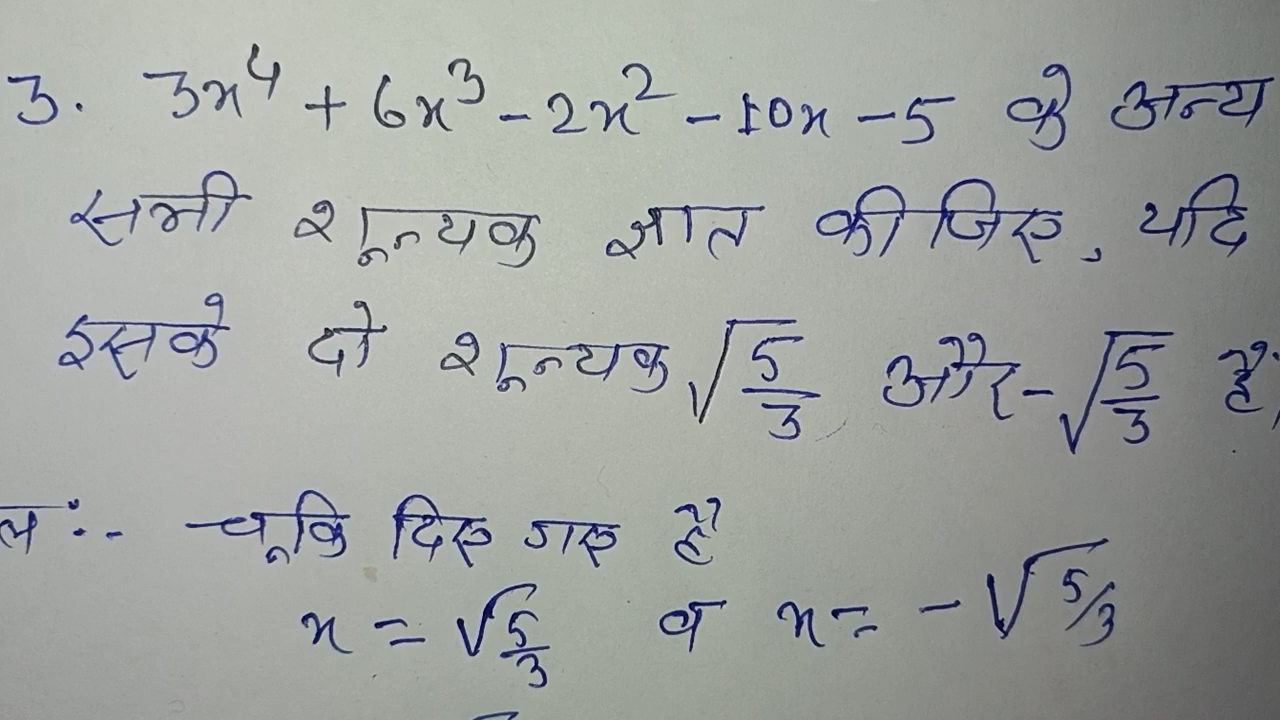 3. 3x⁴ + 6x³ - 2x² - 10x - 5 के अन्य
सभी शून्यक ज्ञात कीजिए, यदि
इसके दो शून्यक √5/3 और -√5/3 हैं,
ल:- चूकि दिए गए है
x = √5/3 व x = - √5/3